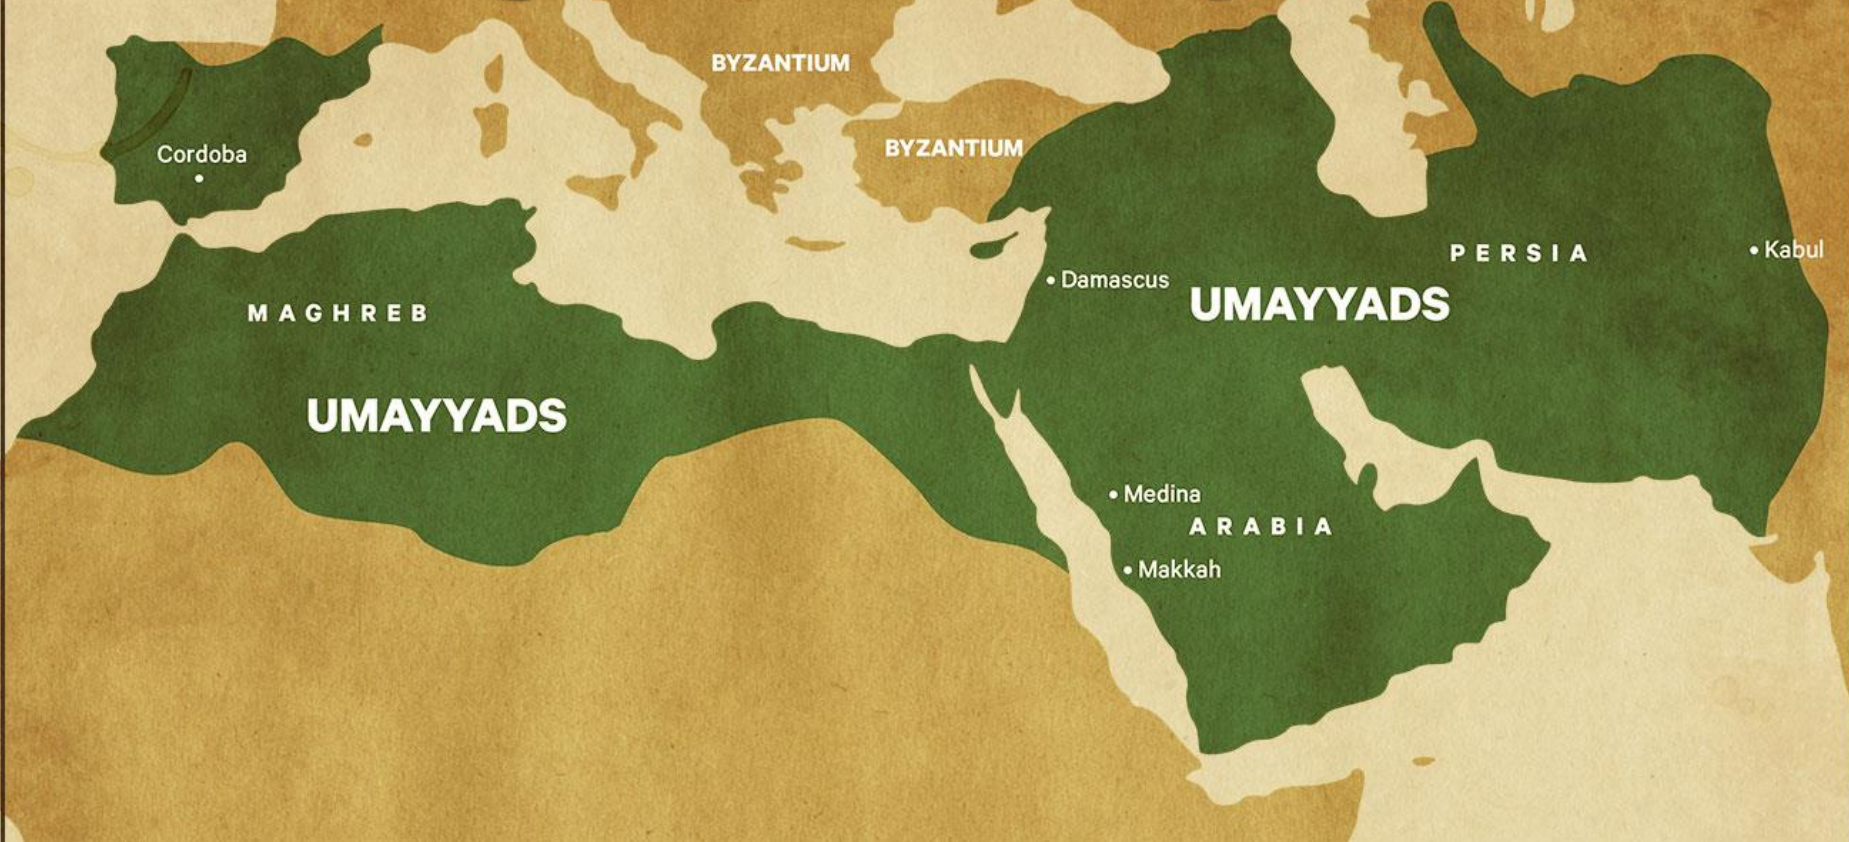 BYZANTIUM
BYZANTIUM
Cordoba
PERSIA
Kabul
Damascus
UMAYYADS
MAGHREB
UMAYYADS
Medina
ARABIA
Makkah